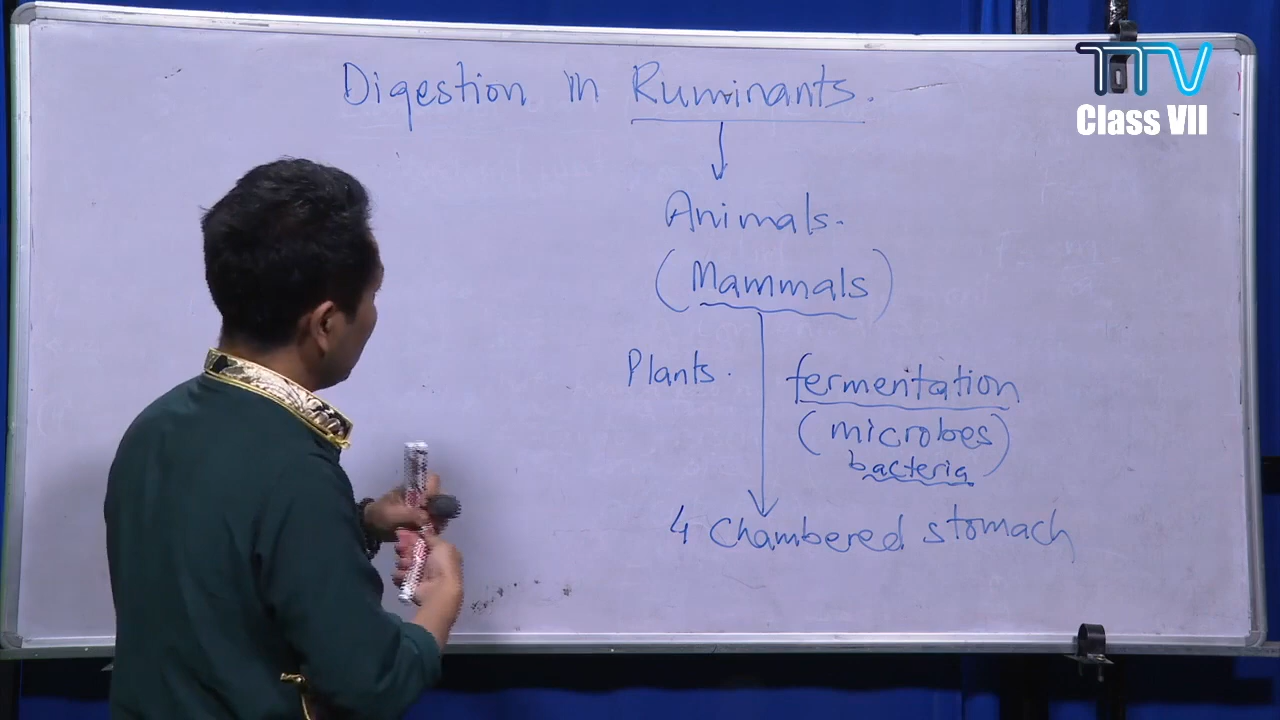 Digestion in Ruminants.
Animals.
(Mammals)
Plants.
fermentation
(microbes)
bacteria
4 Chambered stomach
TTV
Class VII